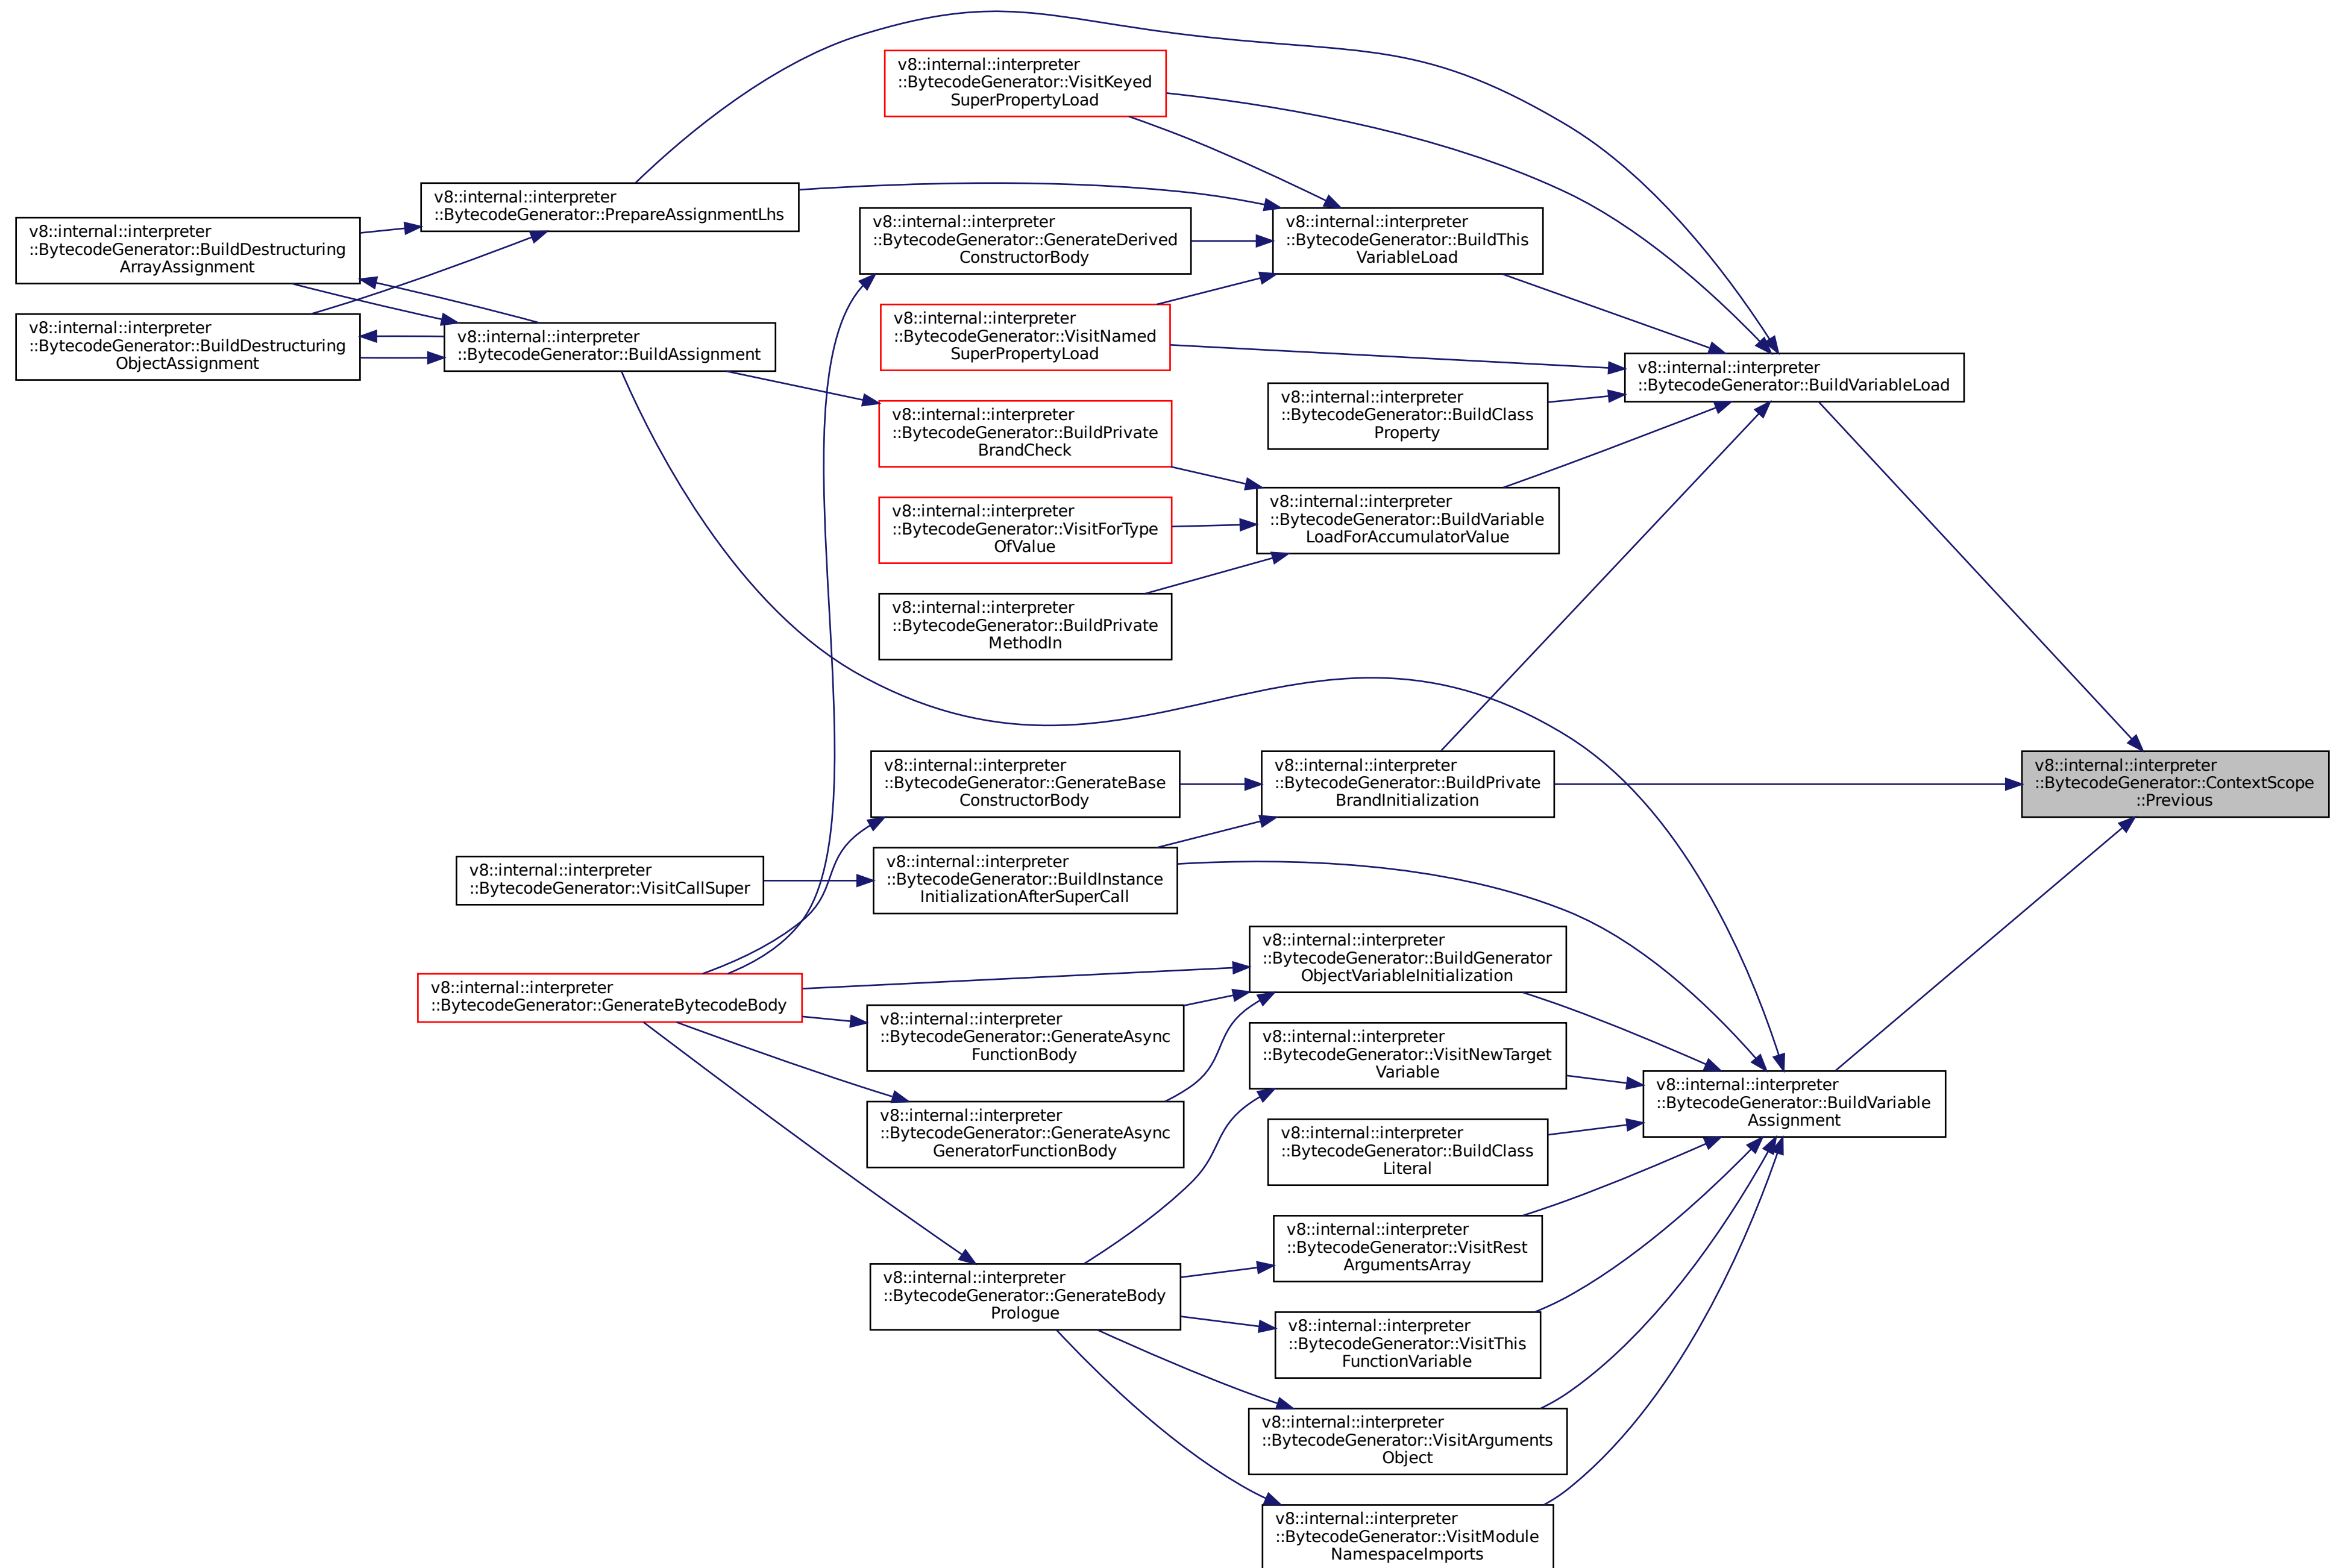 v8::internal::interpreter
::BytecodeGenerator::VisitKeyed
SuperPropertyLoad
v8::internal::interpreter
::BytecodeGenerator::PrepareAssignmentLhs
v8::internal::interpreter
::BytecodeGenerator::BuildDestructuring
ArrayAssignment
v8::internal::interpreter
::BytecodeGenerator::GenerateDerived
ConstructorBody
v8::internal::interpreter
::BytecodeGenerator::BuildThis
VariableLoad
v8::internal::interpreter
::BytecodeGenerator::BuildDestructuring
ObjectAssignment
v8::internal::interpreter
::BytecodeGenerator::BuildAssignment
v8::internal::interpreter
::BytecodeGenerator::VisitNamed
SuperPropertyLoad
v8::internal::interpreter
::BytecodeGenerator::BuildVariableLoad
v8::internal::interpreter
::BytecodeGenerator::BuildClass
Property
v8::internal::interpreter
::BytecodeGenerator::BuildPrivate
BrandCheck
v8::internal::interpreter
::BytecodeGenerator::VisitForType
OfValue
v8::internal::interpreter
::BytecodeGenerator::BuildVariable
LoadForAccumulatorValue
v8::internal::interpreter
::BytecodeGenerator::BuildPrivate
MethodIn
v8::internal::interpreter
::BytecodeGenerator::GenerateBase
ConstructorBody
v8::internal::interpreter
::BytecodeGenerator::BuildPrivate
BrandInitialization
v8::internal::interpreter
::BytecodeGenerator::ContextScope
::Previous
v8::internal::interpreter
::BytecodeGenerator::VisitCallSuper
v8::internal::interpreter
::BytecodeGenerator::BuildInstance
InitializationAfterSuperCall
v8::internal::interpreter
::BytecodeGenerator::BuildGenerator
ObjectVariableInitialization
v8::internal::interpreter
::BytecodeGenerator::GenerateBytecodeBody
v8::internal::interpreter
::BytecodeGenerator::GenerateAsync
FunctionBody
v8::internal::interpreter
::BytecodeGenerator::VisitNewTarget
Variable
v8::internal::interpreter
::BytecodeGenerator::BuildVariable
Assignment
v8::internal::interpreter
::BytecodeGenerator::GenerateAsync
GeneratorFunctionBody
v8::internal::interpreter
::BytecodeGenerator::BuildClass
Literal
v8::internal::interpreter
::BytecodeGenerator::VisitRest
ArgumentsArray
v8::internal::interpreter
::BytecodeGenerator::GenerateBody
Prologue
v8::internal::interpreter
::BytecodeGenerator::VisitThis
FunctionVariable
v8::internal::interpreter
::BytecodeGenerator::VisitArguments
Object
v8::internal::interpreter
::BytecodeGenerator::VisitModule
NamespaceImports